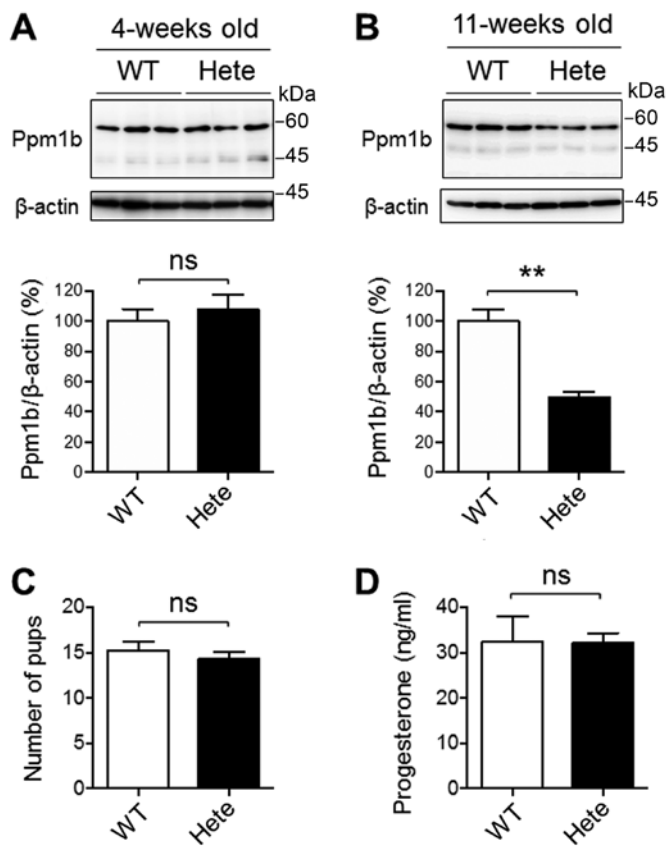 A
4-weeks old
WT Hete
kDa
Ppm1b
-60
-45
β-actin
-45
ns
Ppm1b/β-actin (%)
120
100
80
60
40
20
0
WT
Hete
B
11-weeks old
WT Hete
kDa
Ppm1b
-60
-45
β-actin
-45
**
Ppm1b/β-actin (%)
120
100
80
60
40
20
0
WT
Hete
C
ns
Number of pups
20
15
10
5
0
WT
Hete
D
ns
Progesterone (ng/ml)
40
30
20
10
0
WT
Hete